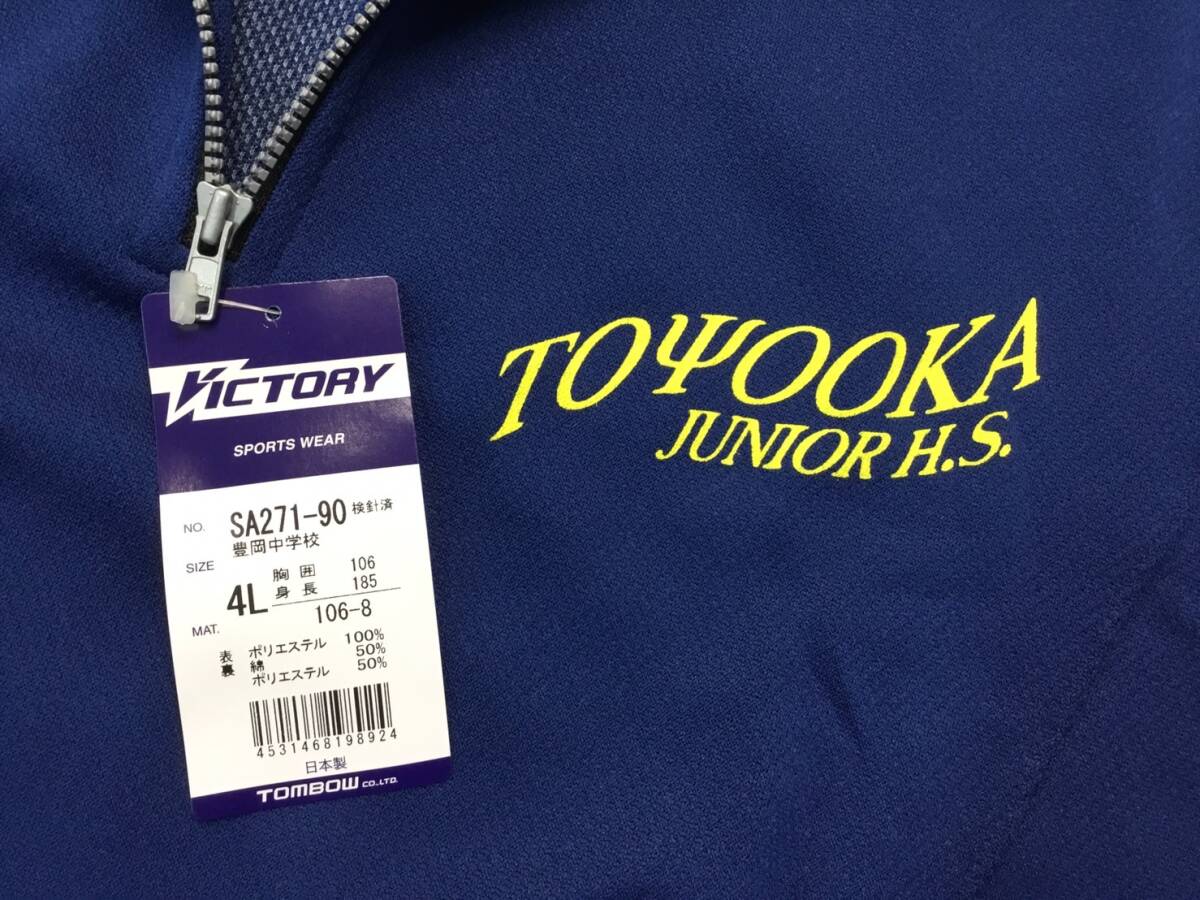 VICTORY
SPORTS WEAR
NO. SA271-90 検針済
豊岡中学校
SIZE 4L 胸囲 106
身長 185
106-8
MAT.
表 ポリエステル 100%
裏 綿 50%
ポリエステル 50%
4531468198924
日本製
TOMBOW CO.,LTD.
TOΨOOKA
JUNIOR H.S.